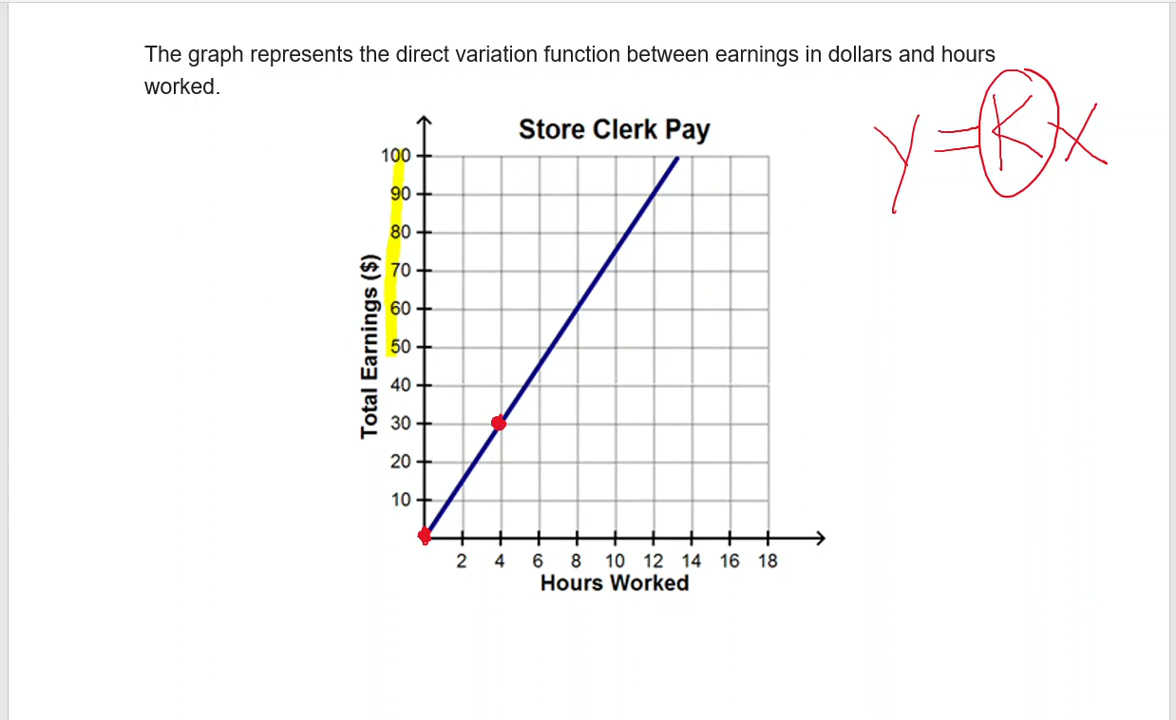 The graph represents the direct variation function between earnings in dollars and hours
worked.
y = Kx
Store Clerk Pay
Total Earnings ($)
100
90
80
70
60
50
40
30
20
10
2 4 6 8 10 12 14 16 18
Hours Worked